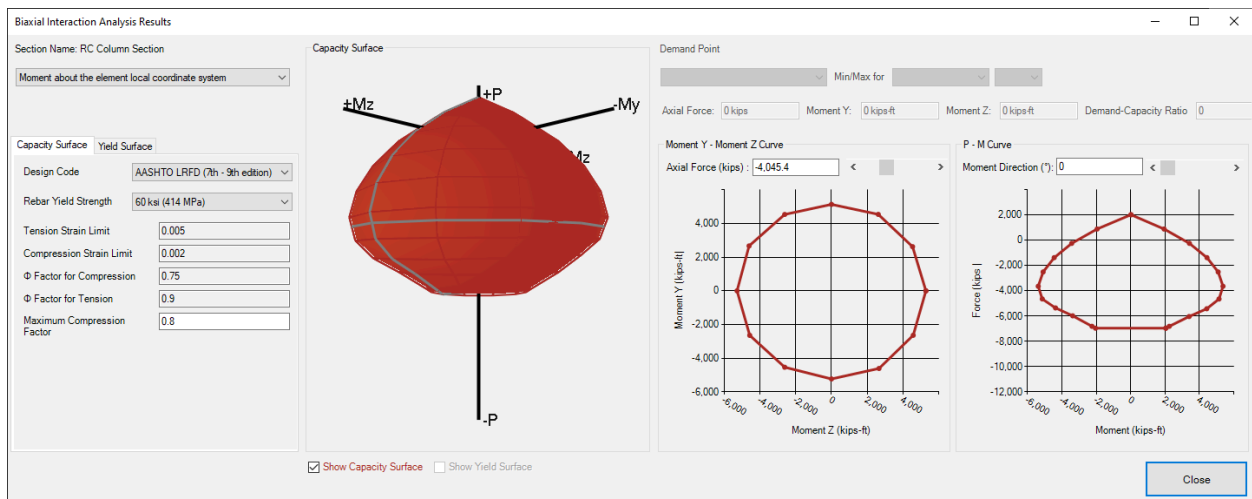 Biaxial Interaction Analysis Results
Section Name: RC Column Section
Moment about the element local coordinate system
Capacity Surface Yield Surface
Design Code AASHTO LRFD (7th - 9th edition)
Rebar Yield Strength 60 ksi (414 MPa)
Tension Strain Limit 0.005
Compression Strain Limit 0.002
Φ Factor for Compression 0.75
Φ Factor for Tension 0.9
Maximum Compression Factor 0.8
Capacity Surface
+P
+Mz
-My
Mz
-P
Show Capacity Surface Show Yield Surface
Demand Point
Min/Max for
Axial Force: 0 kips Moment Y: 0 kips-ft Moment Z: 0 kips-ft Demand-Capacity Ratio 0
Moment Y - Moment Z Curve
Axial Force (kips) : -4,045.4 < >
4,000
2,000
0
-2,000
-4,000
-6,000
-6,000 -4,000 -2,000 0 2,000 4,000
Moment Y (kips-ft)
Moment Z (kips-ft)
P - M Curve
Moment Direction (°): 0 < >
2,000
0
-2,000
-4,000
-6,000
-8,000
-10,000
-12,000
-6,000 -4,000 -2,000 0 2,000 4,000
Force (kips )
Moment (kips-ft)
Close